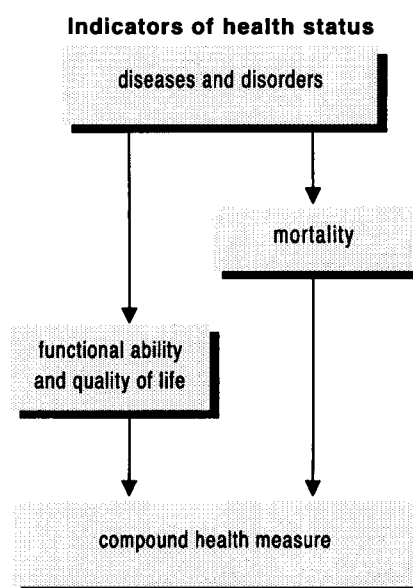 Indicators of health status
diseases and disorders
mortality
functional ability
and quality of life
compound health measure